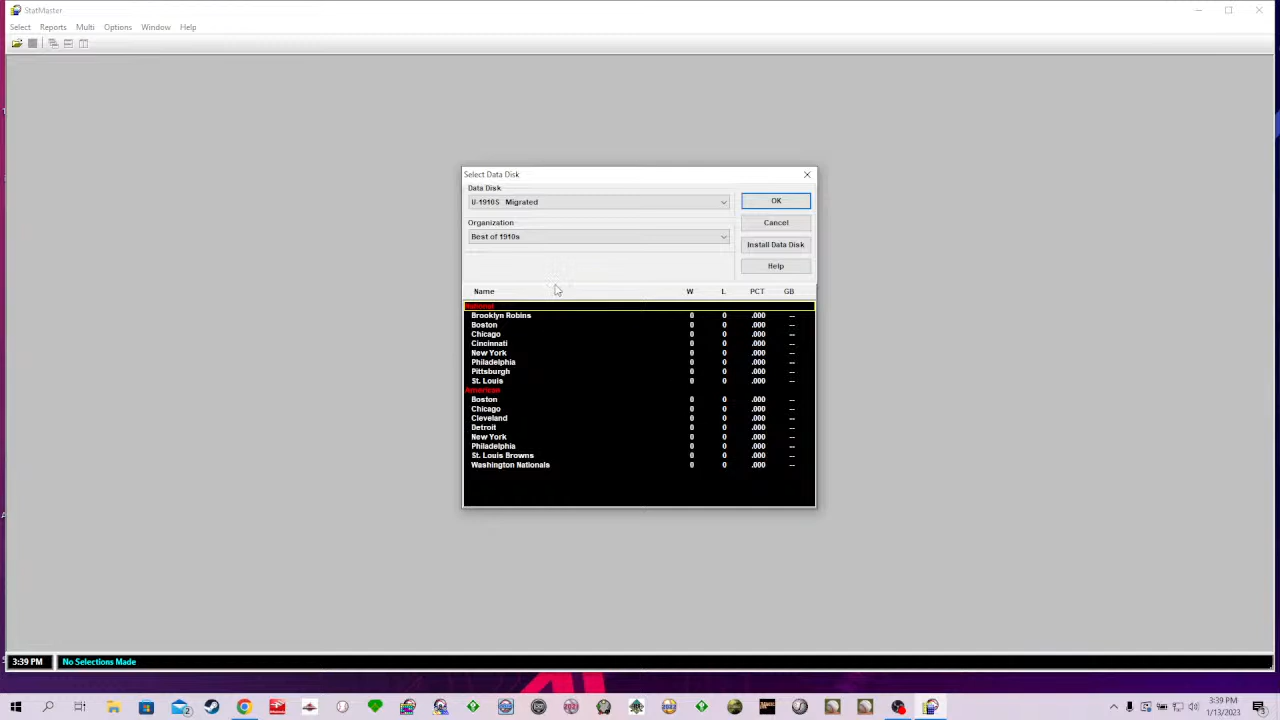 StatMaster
Select Reports Multi Options Window Help
Select Data Disk
Data Disk
U-1910S Migrated
OK
Organization
Cancel
Best of 1910s
Install Data Disk
Help
Name W L PCT GB
National
Brooklyn Robins 0 0 .000 --
Boston 0 0 .000 --
Chicago 0 0 .000 --
Cincinnati 0 0 .000 --
New York 0 0 .000 --
Philadelphia 0 0 .000 --
Pittsburgh 0 0 .000 --
St. Louis 0 0 .000 --
American
Boston 0 0 .000 --
Chicago 0 0 .000 --
Cleveland 0 0 .000 --
Detroit 0 0 .000 --
New York 0 0 .000 --
Philadelphia 0 0 .000 --
St. Louis Browns 0 0 .000 --
Washington Nationals 0 0 .000 --
3:39 PM No Selections Made
3:39 PM
1/13/2023